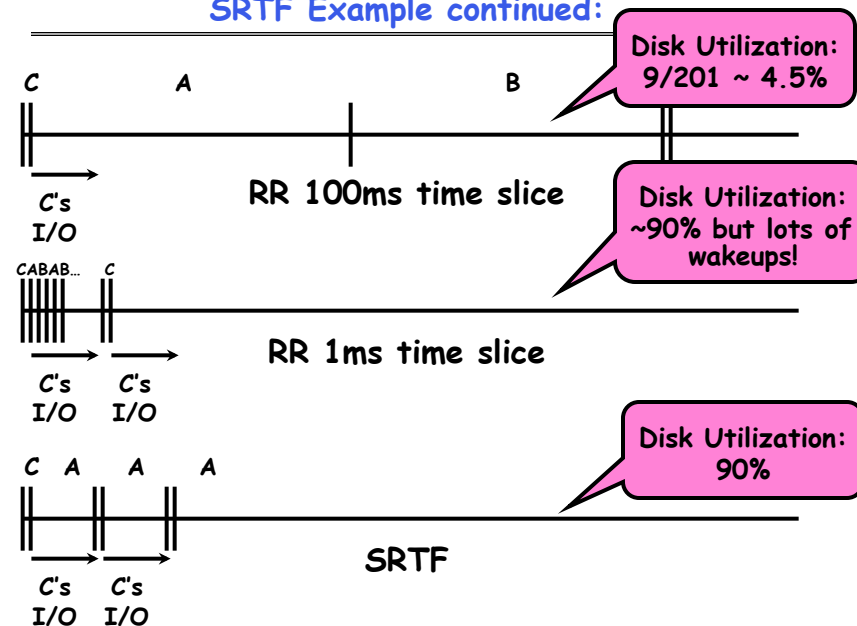 SRTF Example continued:
Disk Utilization:
9/201 ~ 4.5%
C A B
C's
I/O
RR 100ms time slice
Disk Utilization:
~90% but lots of
wakeups!
CABAB... C
C's C's
I/O I/O
RR 1ms time slice
Disk Utilization:
90%
C A A A
C's C's
I/O I/O
SRTF